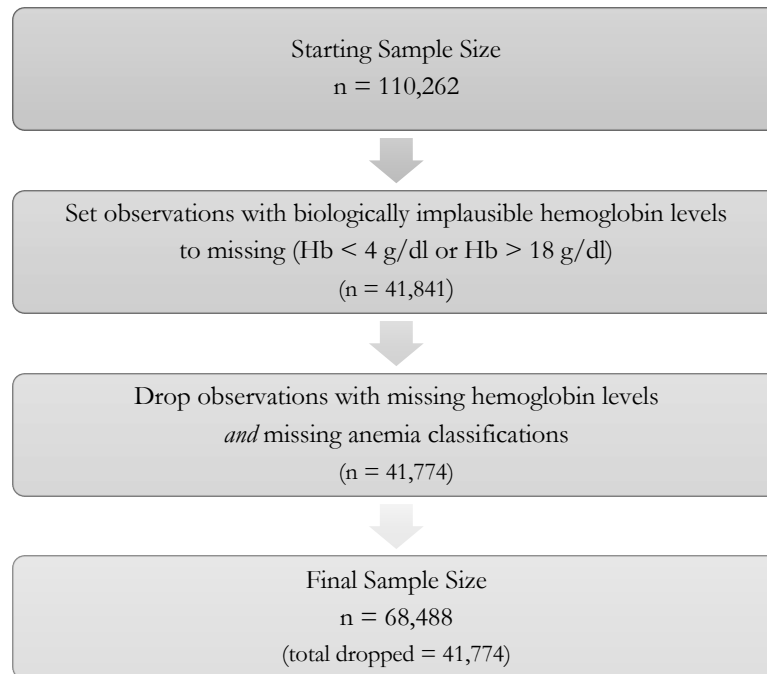 Starting Sample Size
n = 110,262
Set observations with biologically implausible hemoglobin levels
to missing (Hb < 4 g/dl or Hb > 18 g/dl)
(n = 41,841)
Drop observations with missing hemoglobin levels
and missing anemia classifications
(n = 41,774)
Final Sample Size
n = 68,488
(total dropped = 41,774)